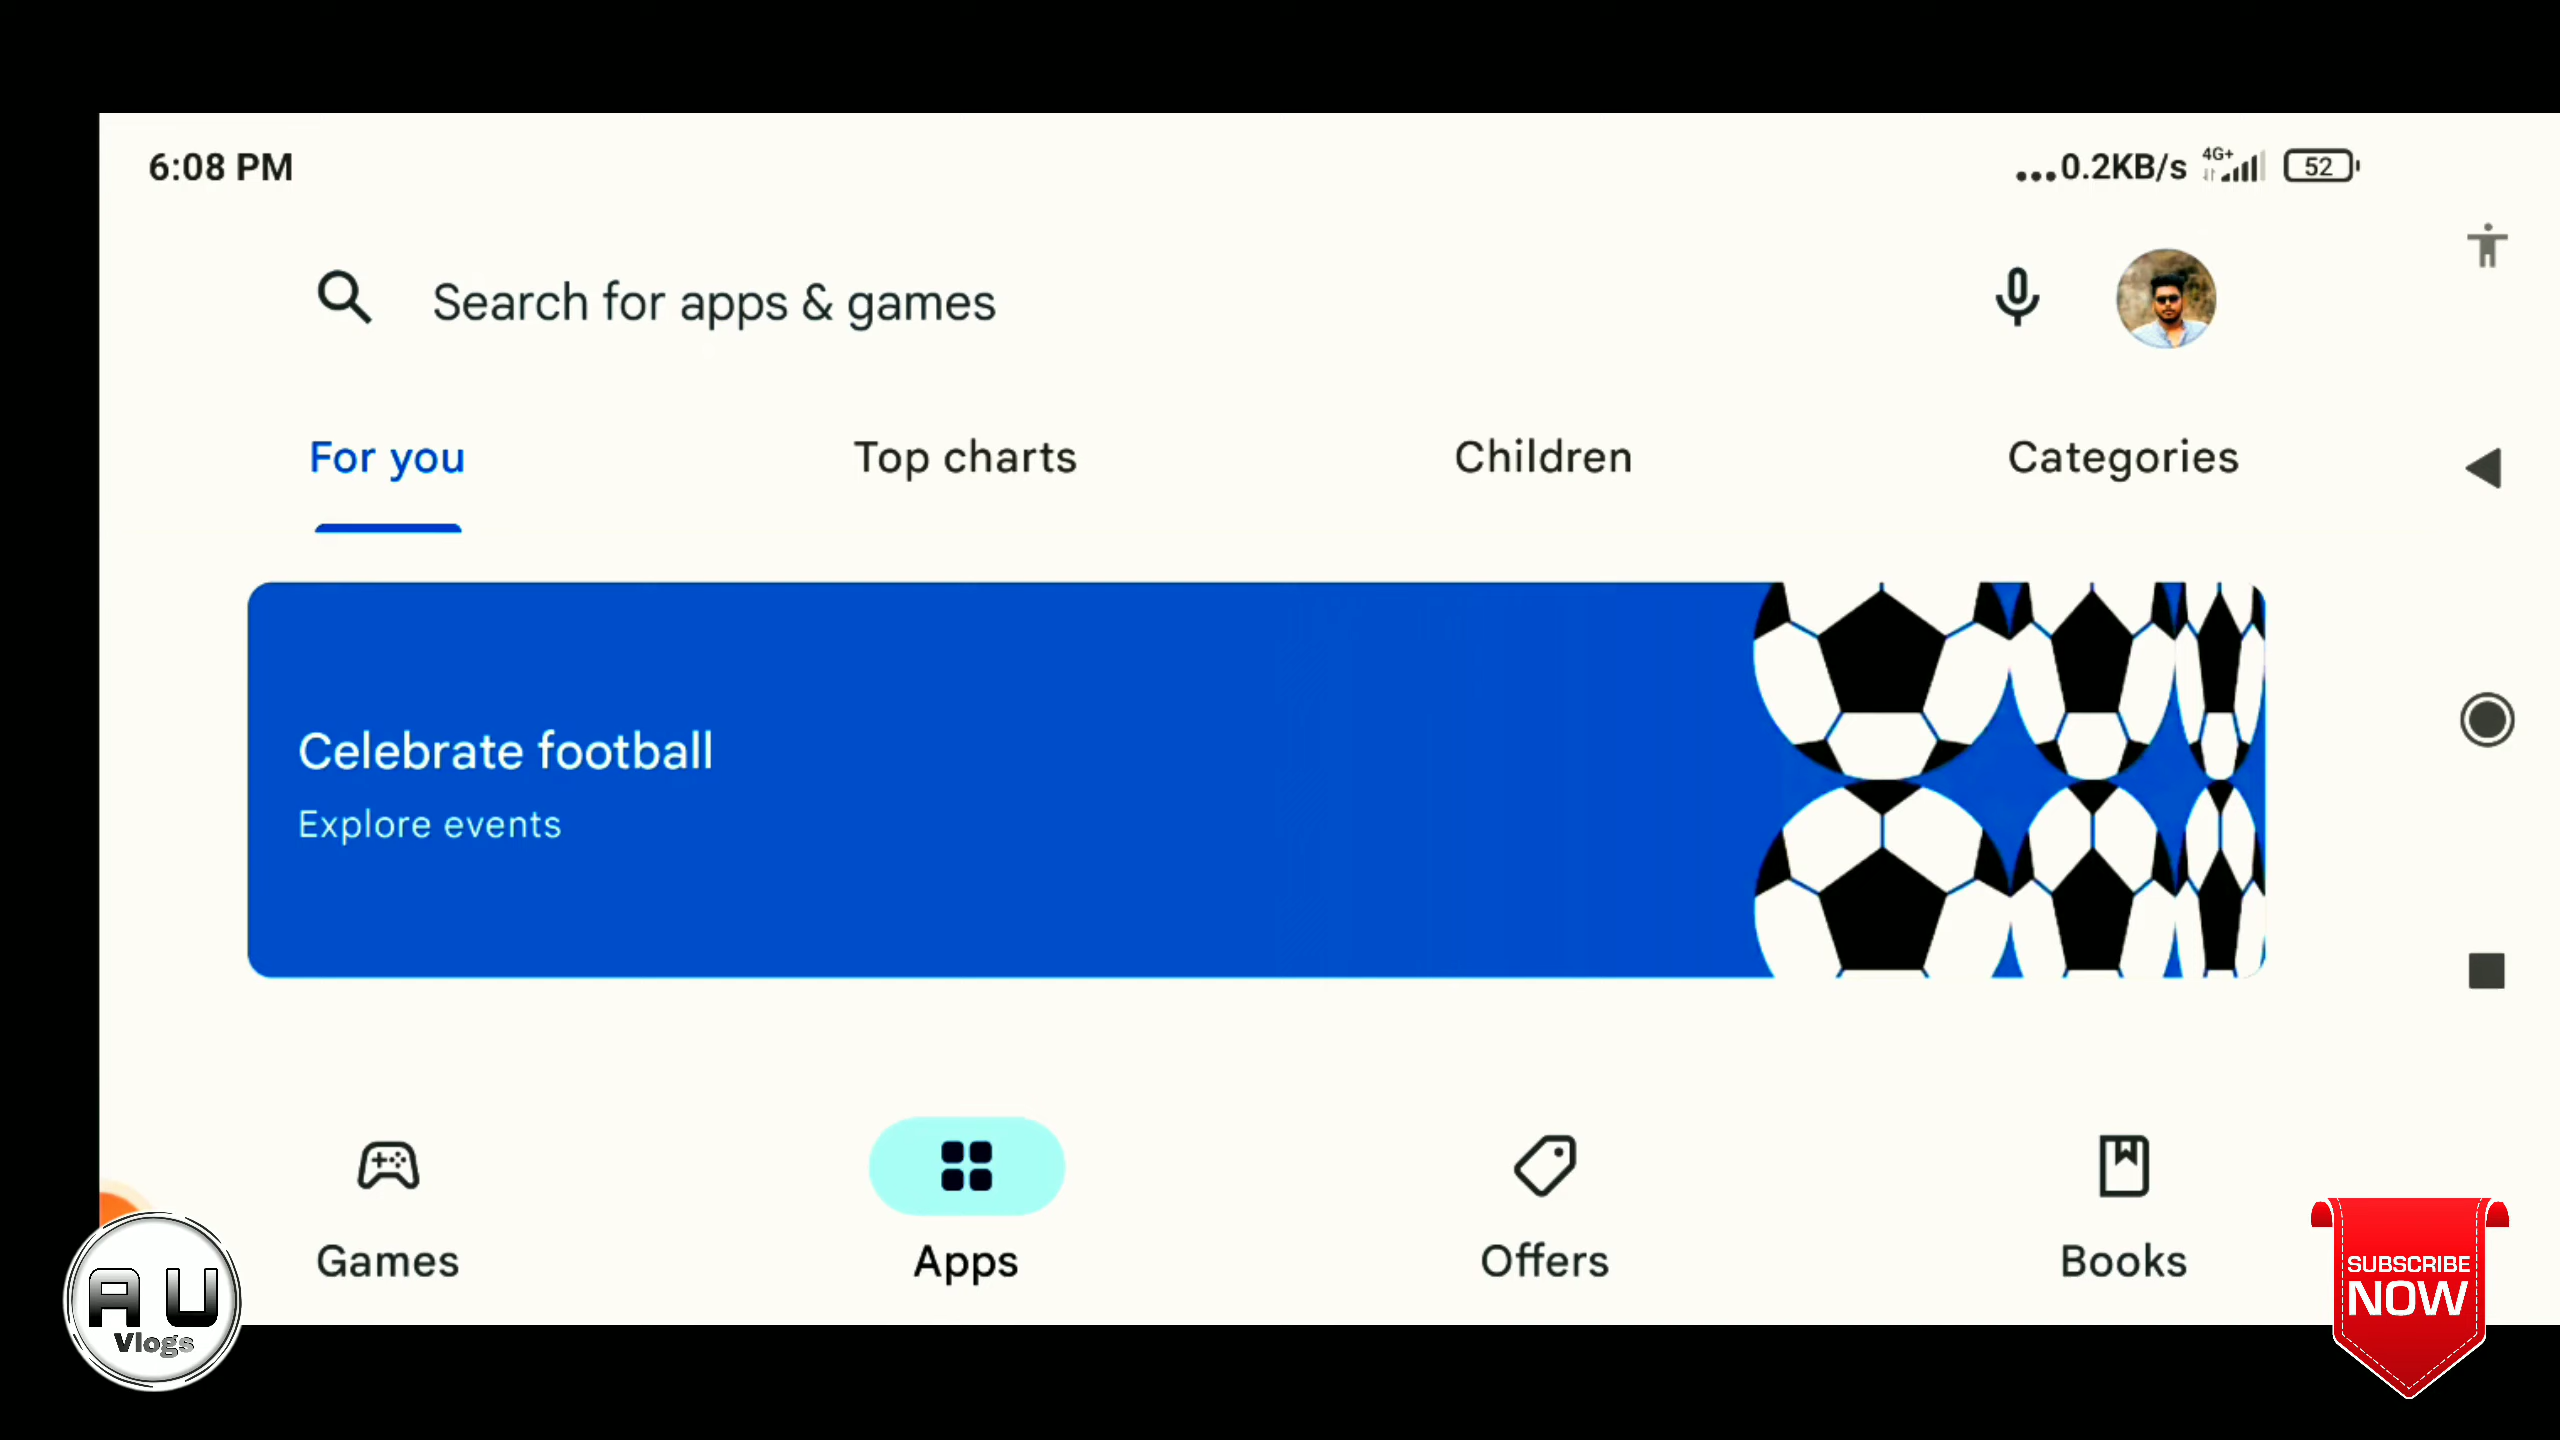 6:08 PM
...0.2KB/s 4G+ 52
Search for apps & games
For you
Top charts
Children
Categories
Celebrate football
Explore events
Games
Apps
Offers
Books
A U
Vlogs
SUBSCRIBE
NOW